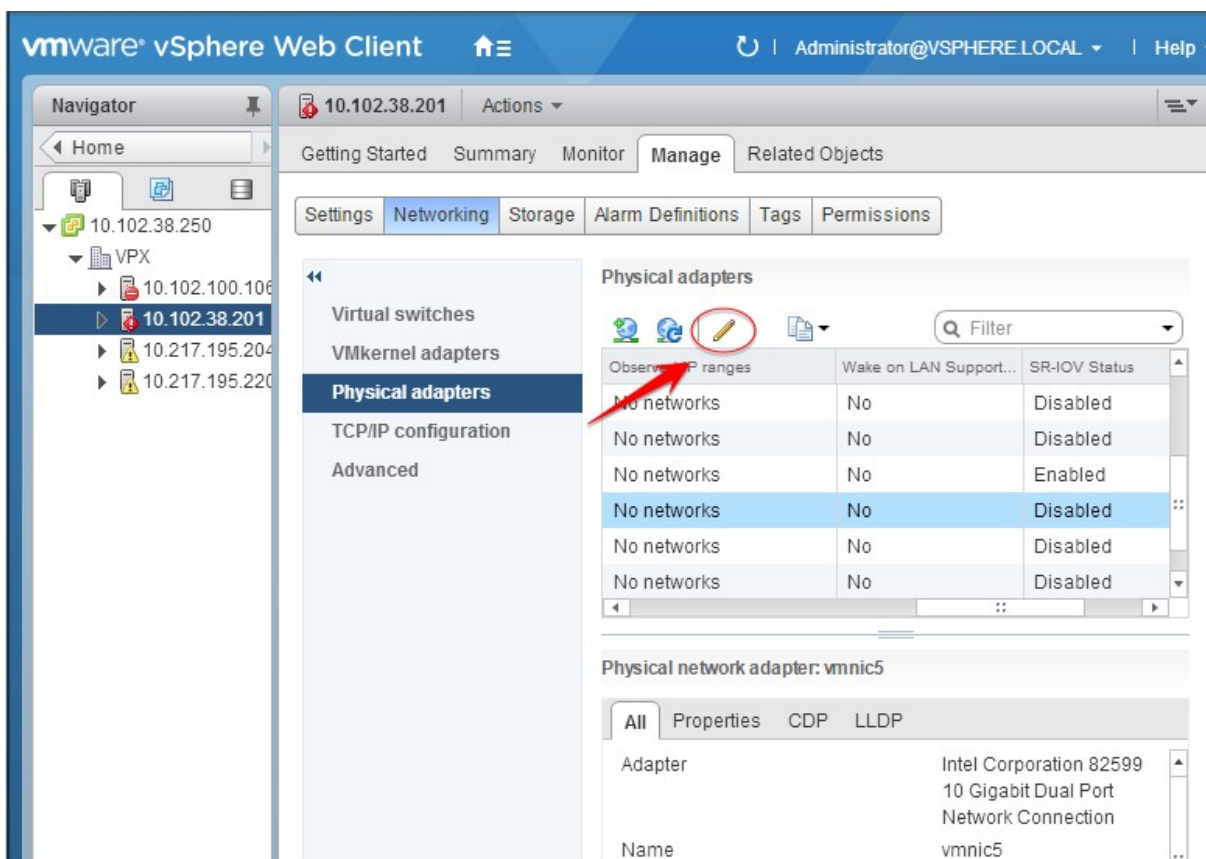 vmware® vSphere Web Client
Administrator@VSPHERE.LOCAL
Help
Navigator
10.102.38.201
Actions
Home
Getting Started
Summary
Monitor
Manage
Related Objects
Settings
Networking
Storage
Alarm Definitions
Tags
Permissions
10.102.38.250
VPX
10.102.100.106
10.102.38.201
10.217.195.204
10.217.195.220
Virtual switches
VMkernel adapters
Physical adapters
TCP/IP configuration
Advanced
Physical adapters
Filter
ranges Wake on LAN Support... SR-IOV Status
No networks No Disabled
No networks No Disabled
No networks No Enabled
No networks No Disabled
No networks No Disabled
No networks No Disabled
Physical network adapter: vmnic5
All
Properties
CDP
LLDP
Adapter Intel Corporation 82599
10 Gigabit Dual Port
Network Connection
Name vmnic5